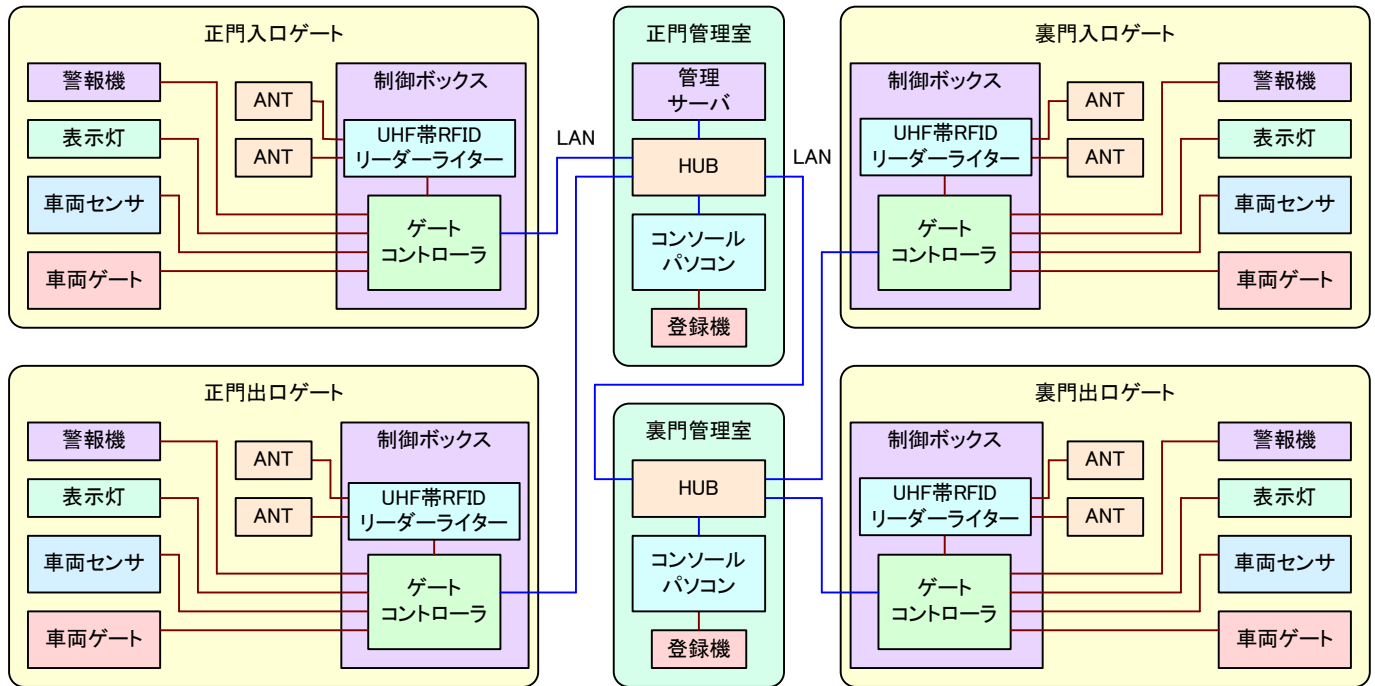 正門入口ゲート
警報機
表示灯
車両センサ
車両ゲート
ANT
ANT
制御ボックス
UHF帯RFID
リーダーライター
ゲート
コントローラ
LAN
正門管理室
管理
サーバ
HUB
コンソール
パソコン
登録機
LAN
裏門入口ゲート
制御ボックス
UHF帯RFID
リーダーライター
ゲート
コントローラ
ANT
ANT
警報機
表示灯
車両センサ
車両ゲート
正門出口ゲート
警報機
表示灯
車両センサ
車両ゲート
ANT
ANT
制御ボックス
UHF帯RFID
リーダーライター
ゲート
コントローラ
裏門管理室
HUB
コンソール
パソコン
登録機
裏門出口ゲート
制御ボックス
UHF帯RFID
リーダーライター
ゲート
コントローラ
ANT
ANT
警報機
表示灯
車両センサ
車両ゲート